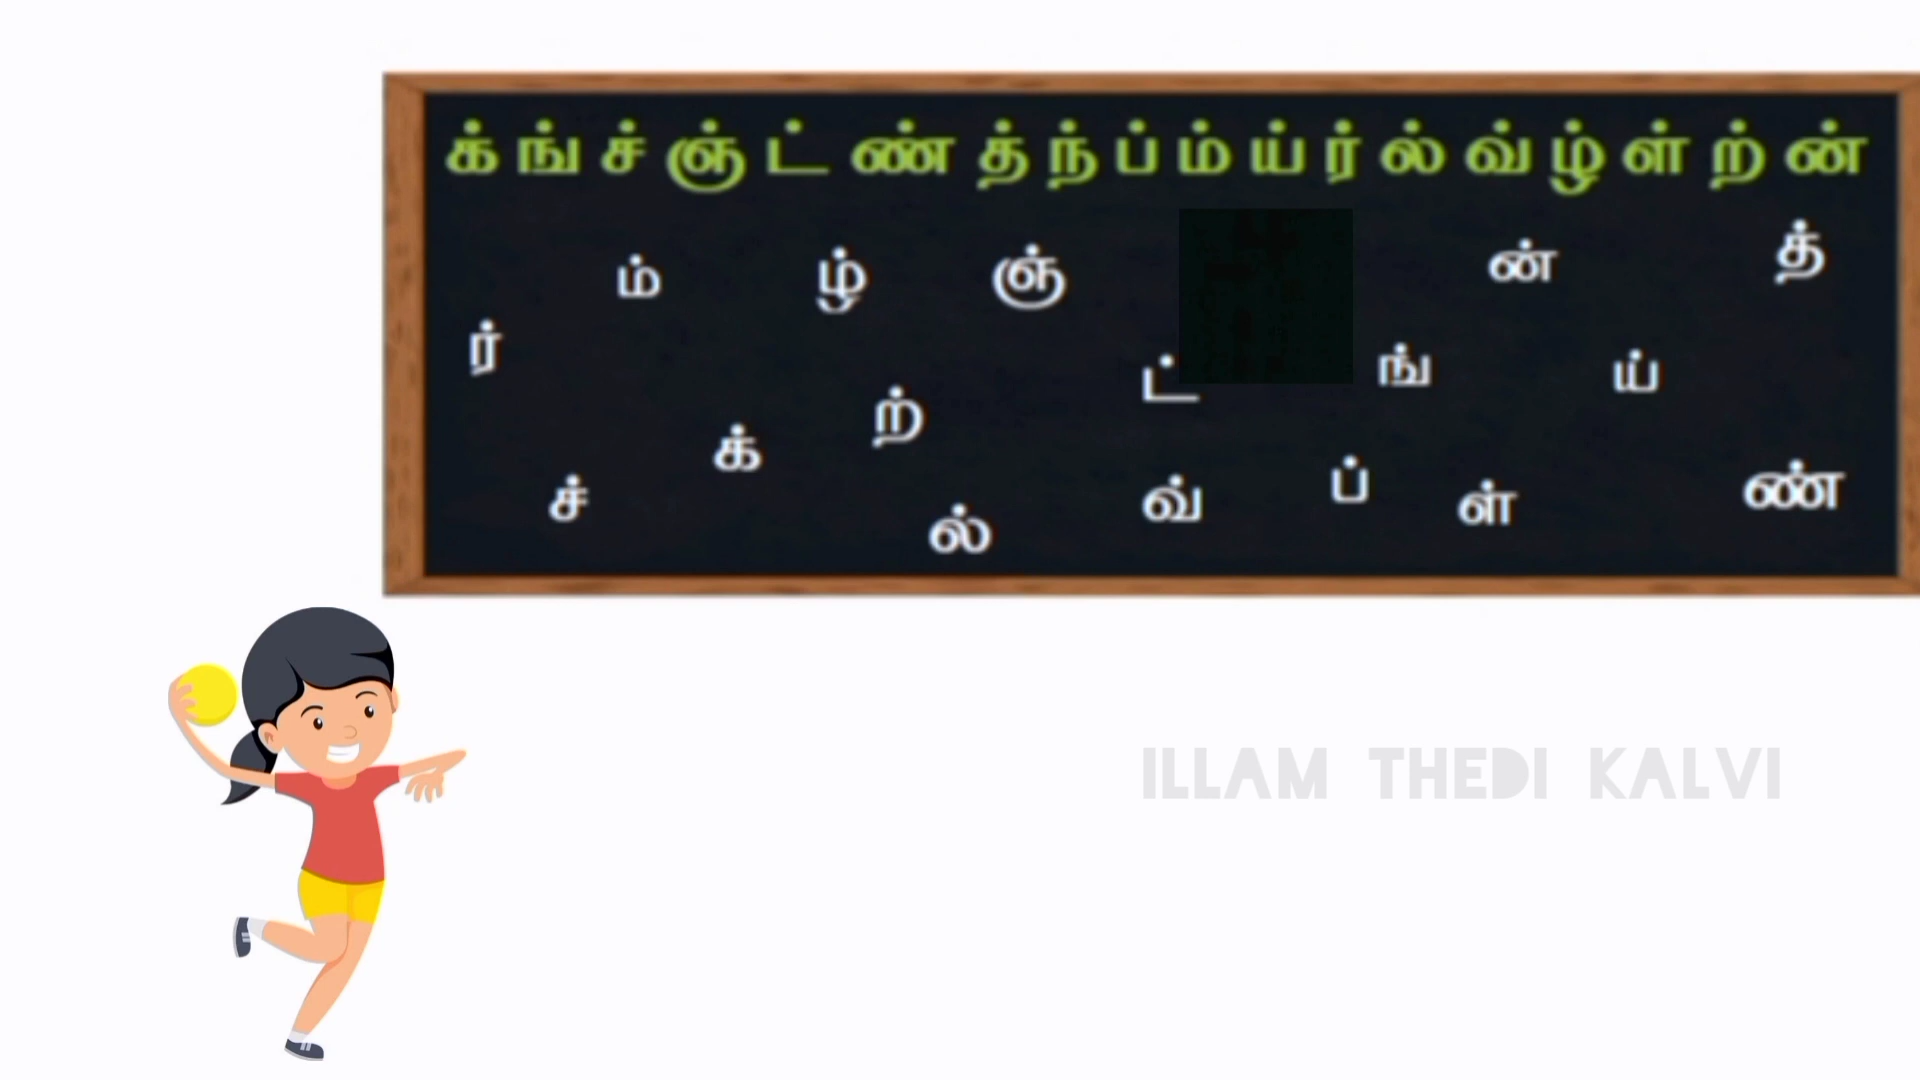 க் ங் ச் ஞ் ட் ண் த் ந் ப் ம் ய் ர் ல் வ் ழ் ள் ற் ன்
ர் ம் ழ் ஞ் ன் த்
க் ற் ட் ங் ய்
ச் ல் வ் ப் ள் ண்
ILLAM THEDI KALVI